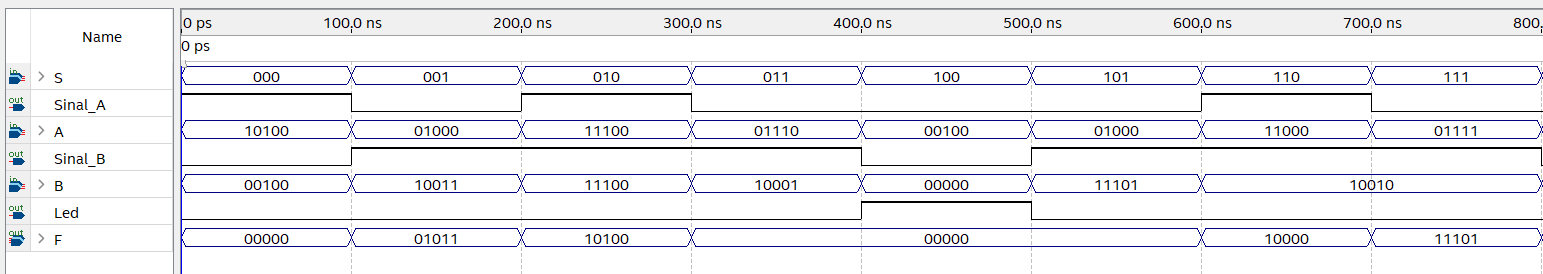 Name 0 ps 100.0 ns 200.0 ns 300.0 ns 400.0 ns 500.0 ns 600.0 ns 700.0 ns 800.
0 ps
in S 000 001 010 011 100 101 110 111
out Sinal_A
in A 10100 01000 11100 01110 00100 01000 11000 01111
out Sinal_B
in B 00100 10011 11100 10001 00000 11101 10010
out Led
out F 00000 01011 10100 00000 10000 11101